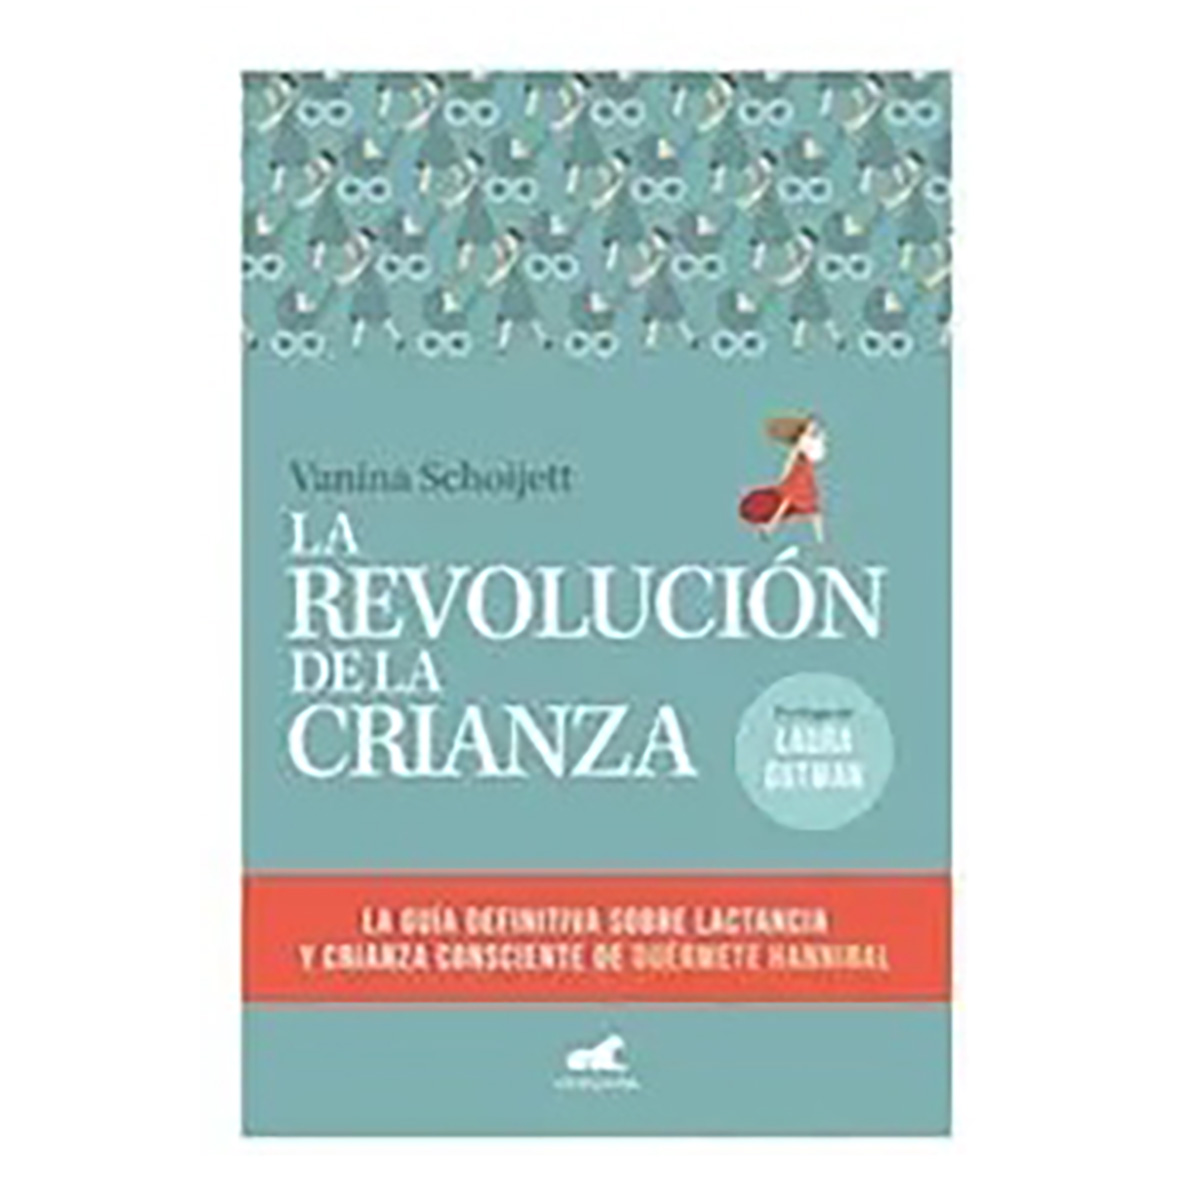 Vanina Schoijett
LA
REVOLUCIÓN
DE LA
CRIANZA
LAURA
GUTMAN
LA GUÍA DEFINITIVA SOBRE LACTANCIA
Y CRIANZA CONSCIENTE DE DUÉRMETE HANNIBAL